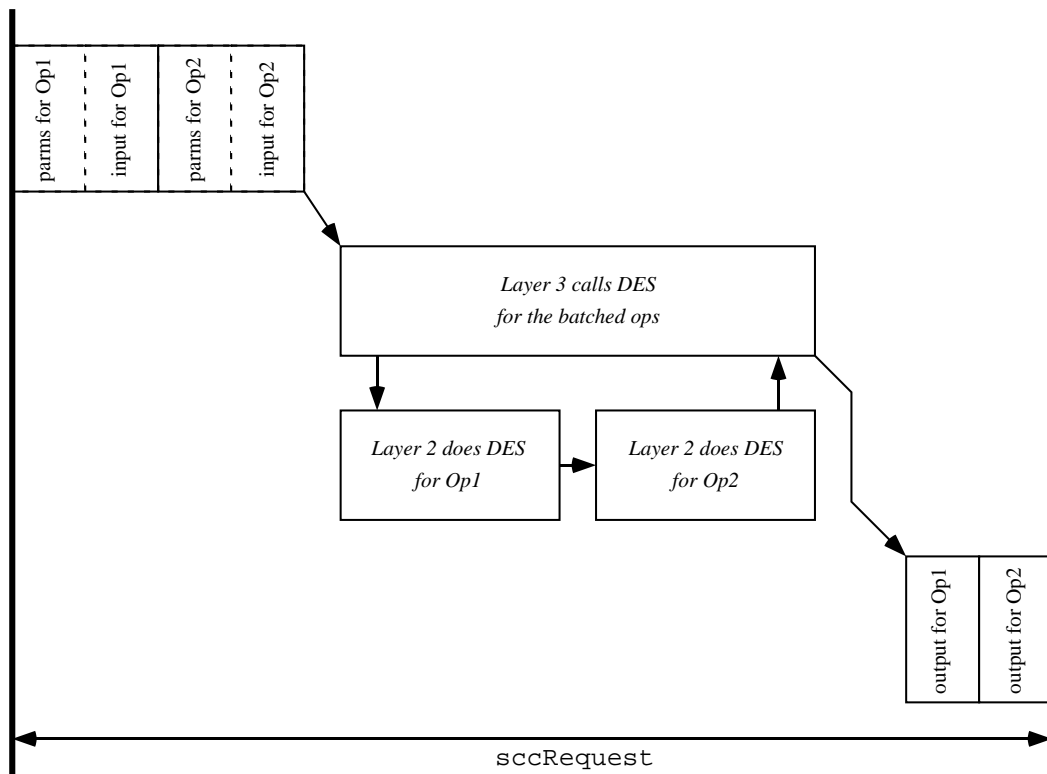 parms for Op1
input for Op1
parms for Op2
input for Op2
Layer 3 calls DES
for the batched ops
Layer 2 does DES
for Op1
Layer 2 does DES
for Op2
output for Op1
output for Op2
sccRequest